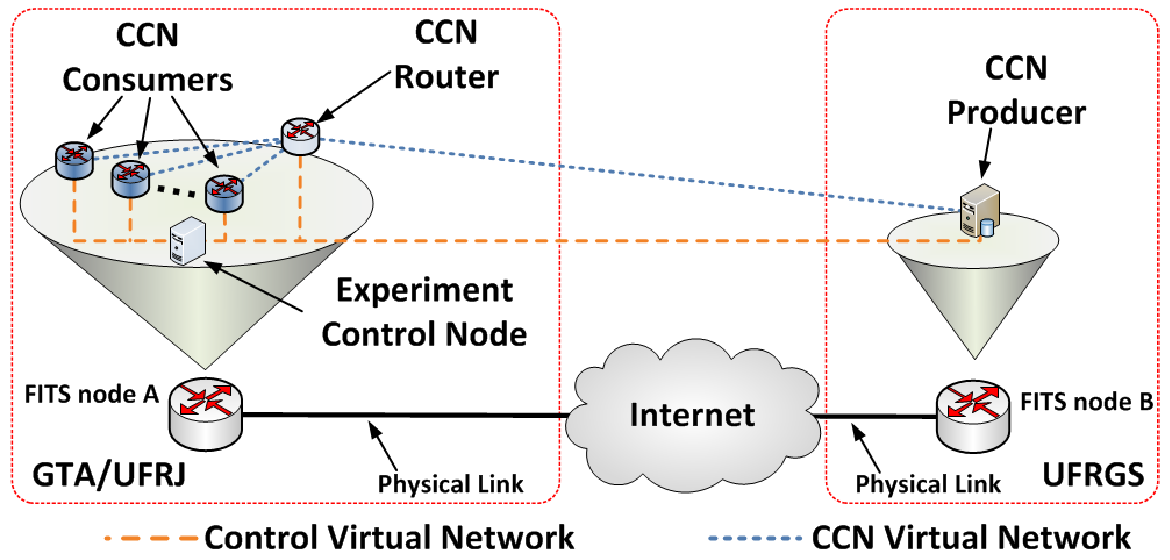 CCN
Consumers
CCN
Router
CCN
Producer
Experiment
Control Node
FITS node A
Internet
FITS node B
GTA/UFRJ
Physical Link
Physical Link
UFRGS
Control Virtual Network
CCN Virtual Network